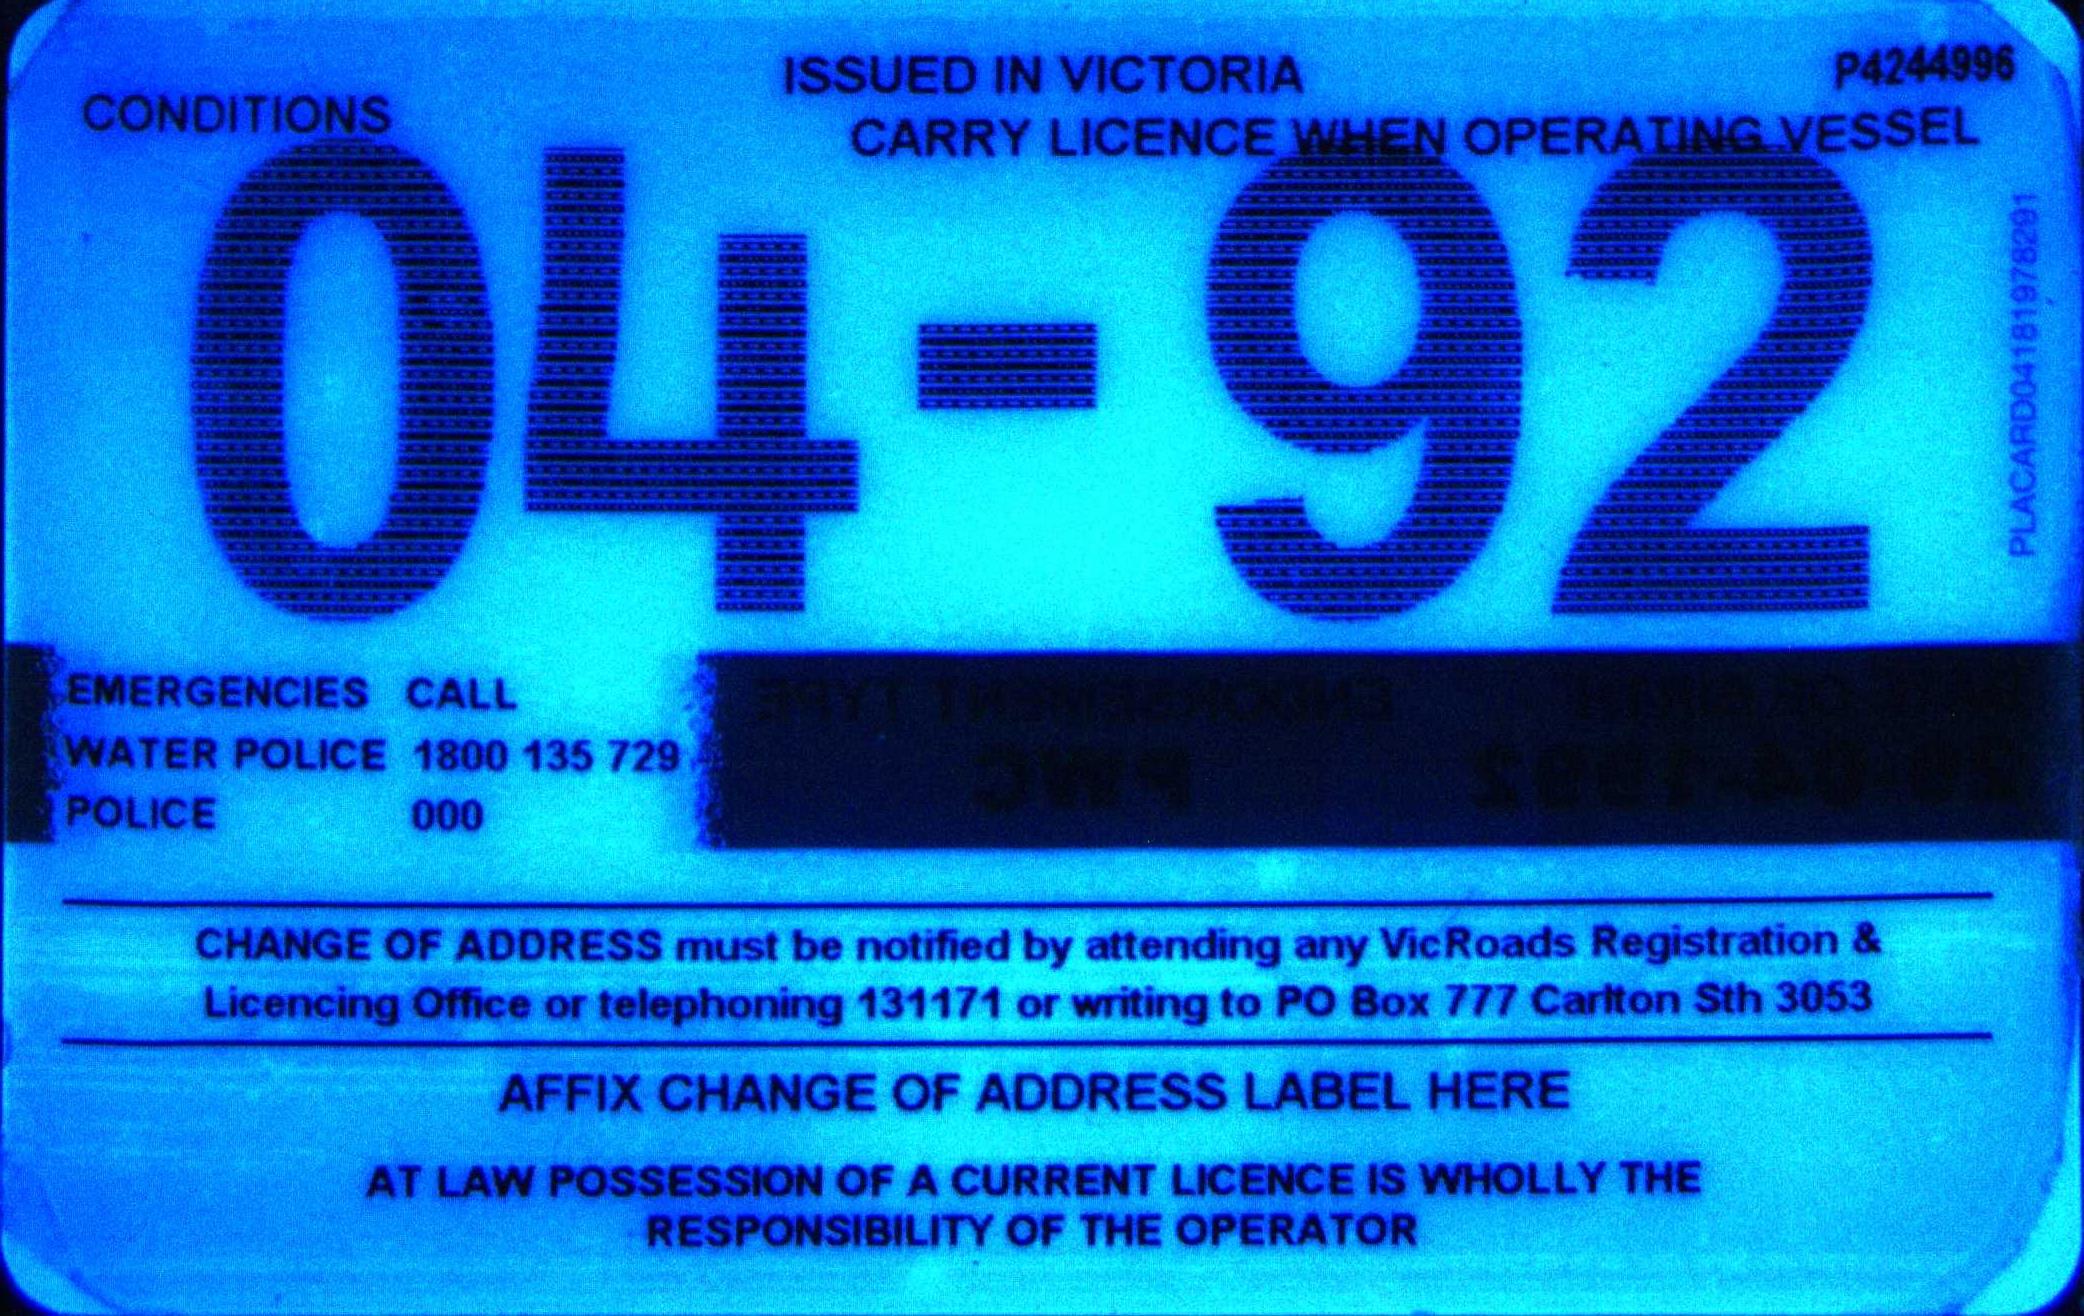 ISSUED IN VICTORIA
P4244996
CONDITIONS
CARRY LICENCE WHEN OPERATING VESSEL
04-92
PLACARD04181978291
EMERGENCIES CALL
WATER POLICE 1800 135 729
POLICE 000
ENDORSEMENT TYPE
PWC
CHANGE OF ADDRESS must be notified by attending any VicRoads Registration &
Licencing Office or telephoning 131171 or writing to PO Box 777 Carlton Sth 3053
AFFIX CHANGE OF ADDRESS LABEL HERE
AT LAW POSSESSION OF A CURRENT LICENCE IS WHOLLY THE
RESPONSIBILITY OF THE OPERATOR